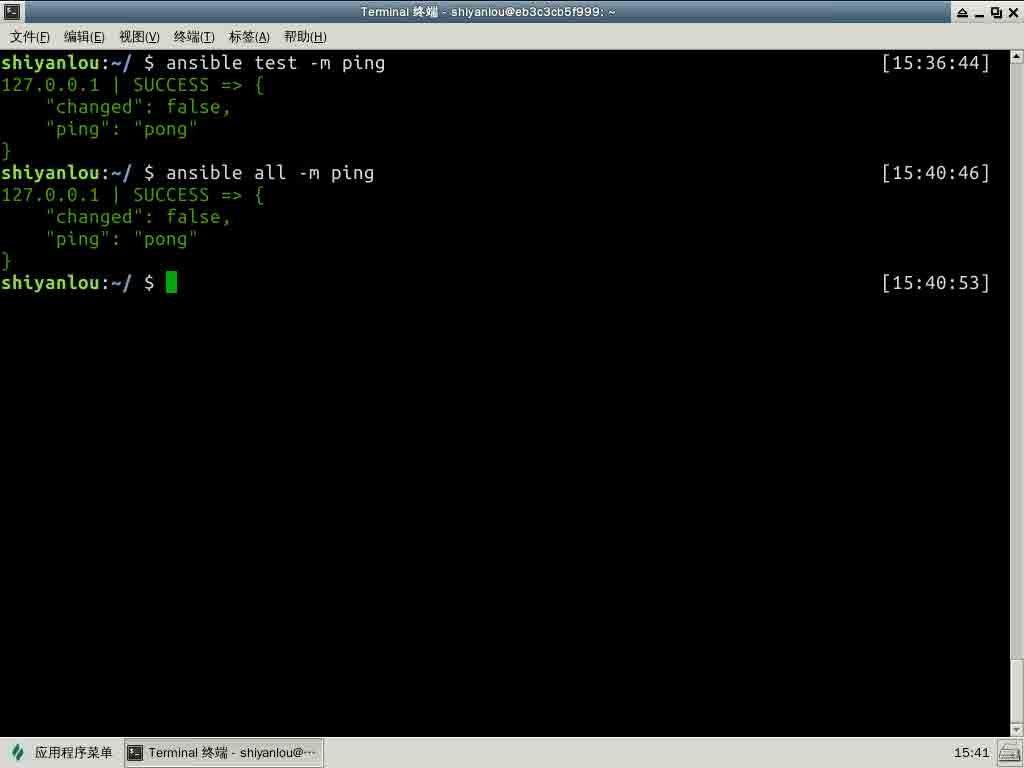 Terminal 终端 - shiyanlou@eb3c3cb5f999: ~
文件(F) 编辑(E) 视图(V) 终端(T) 标签(A) 帮助(H)
shiyanlou:~/ $ ansible test -m ping [15:36:44]
127.0.0.1 | SUCCESS => {
    "changed": false,
    "ping": "pong"
}
shiyanlou:~/ $ ansible all -m ping [15:40:46]
127.0.0.1 | SUCCESS => {
    "changed": false,
    "ping": "pong"
}
shiyanlou:~/ $ [15:40:53]
应用程序菜单 Terminal 终端 - shiyanlou@⋯ 15:41